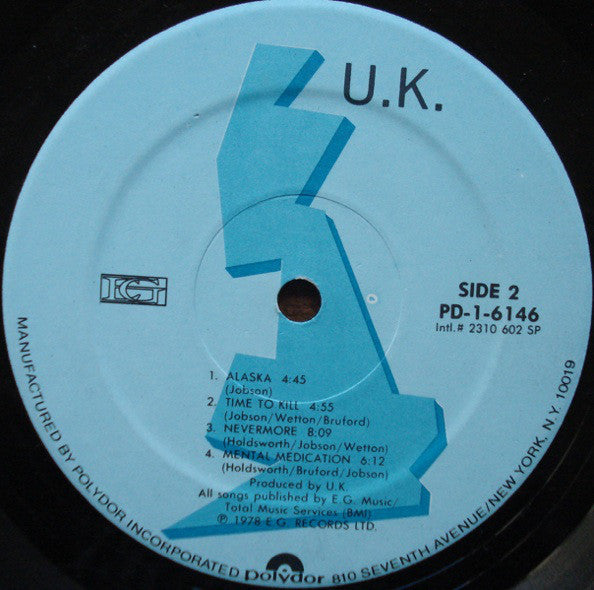 U.K.
EG
SIDE 2
PD-1-6146
Intl.# 2310 602 SP
1. ALASKA 4:45
(Jobson)
2. TIME TO KILL 4:55
(Jobson/Wetton/Bruford)
3. NEVERMORE 8:09
(Holdsworth/Jobson/Wetton)
4. MENTAL MEDICATION 6:12
(Holdsworth/Bruford/Jobson)
Produced by U.K.
All songs published by E.G. Music/
Total Music Services (BMI)
℗ 1978 E.G. RECORDS LTD.
MANUFACTURED BY POLYDOR INCORPORATED polydor 810 SEVENTH AVENUE/NEW YORK, N.Y. 10019